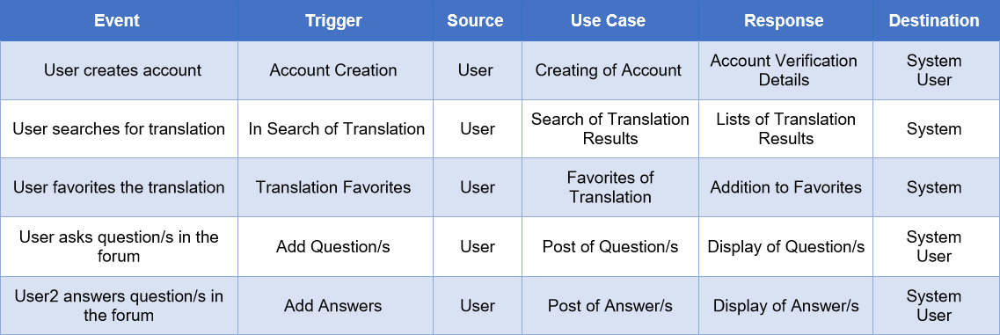 Event Trigger Source Use Case Response Destination
User creates account Account Creation User Creating of Account Account Verification
Details System
User
User searches for translation In Search of Translation User Search of Translation
Results Lists of Translation
Results System
User favorites the translation Translation Favorites User Favorites of
Translation Addition to Favorites System
User asks question/s in the
forum Add Question/s User Post of Question/s Display of Question/s System
User
User2 answers question/s in
the forum Add Answers User Post of Answer/s Display of Answer/s System
User